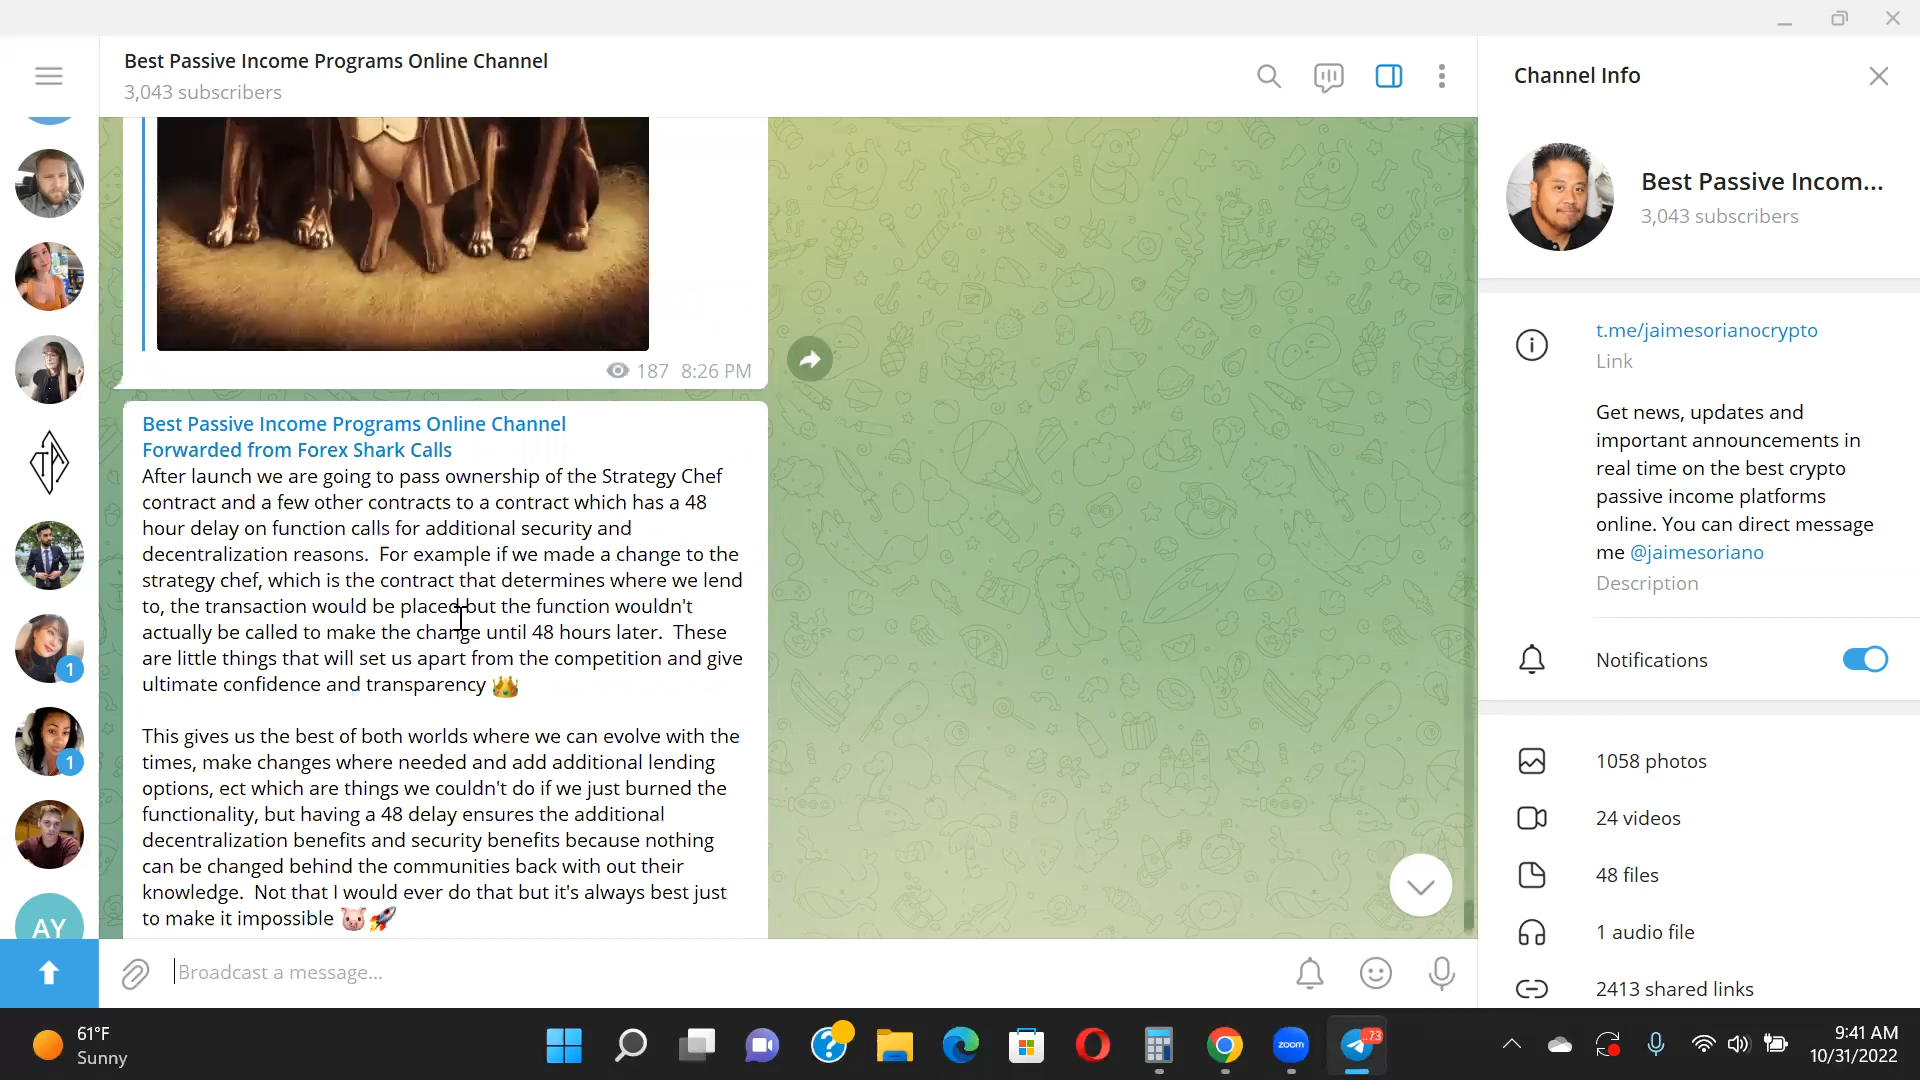 Best Passive Income Programs Online Channel
3,043 subscribers
187 8:26 PM
Best Passive Income Programs Online Channel
Forwarded from Forex Shark Calls
After launch we are going to pass ownership of the Strategy Chef
contract and a few other contracts to a contract which has a 48
hour delay on function calls for additional security and
decentralization reasons.  For example if we made a change to the
strategy chef, which is the contract that determines where we lend
to, the transaction would be placed but the function wouldn't
actually be called to make the change until 48 hours later.  These
are little things that will set us apart from the competition and give
ultimate confidence and transparency 👑
This gives us the best of both worlds where we can evolve with the
times, make changes where needed and add additional lending
options, ect which are things we couldn't do if we just burned the
functionality, but having a 48 delay ensures the additional
decentralization benefits and security benefits because nothing
can be changed behind the communities back with out their
knowledge.  Not that I would ever do that but it's always best just
to make it impossible 🐷🚀
Broadcast a message...
1
1
AY
Channel Info
Best Passive Incom...
3,043 subscribers
t.me/jaimesorianocrypto
Link
Get news, updates and
important announcements in
real time on the best crypto
passive income platforms
online. You can direct message
me @jaimesoriano
Description
Notifications
1058 photos
24 videos
48 files
1 audio file
2413 shared links
61°F
Sunny
zoom
9:41 AM
10/31/2022